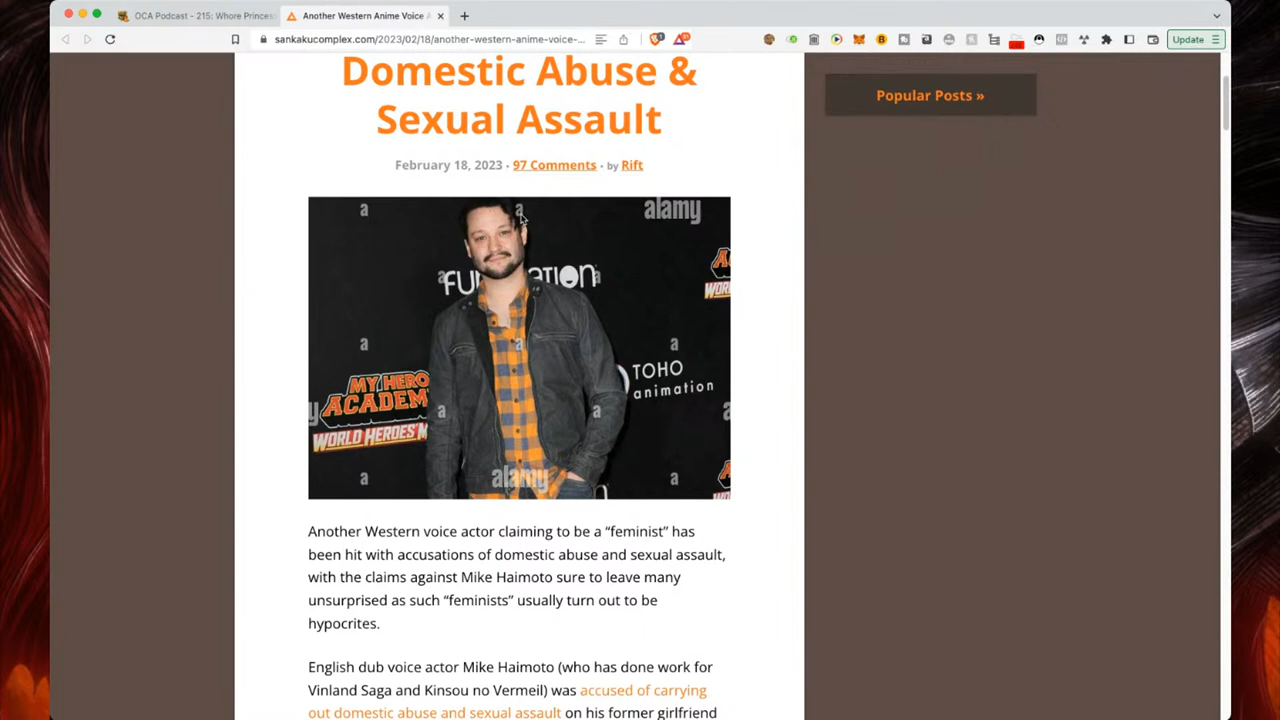 OCA Podcast - 215: Whore Princes
Another Western Anime Voice A
sankakucomplex.com/2023/02/18/another-western-anime-voice-...
Update
Domestic Abuse &
Sexual Assault
February 18, 2023 · 97 Comments · by Rift
Popular Posts »
a
a
alamy
FUNIMATION
a
a
MY HERO
ACADEM
WORLD HEROES' M
a
a
a
TOHO
animation
a
a
a
alamy
a
Another Western voice actor claiming to be a “feminist” has
been hit with accusations of domestic abuse and sexual assault,
with the claims against Mike Haimoto sure to leave many
unsurprised as such “feminists” usually turn out to be
hypocrites.
English dub voice actor Mike Haimoto (who has done work for
Vinland Saga and Kinsou no Vermeil) was accused of carrying
out domestic abuse and sexual assault on his former girlfriend